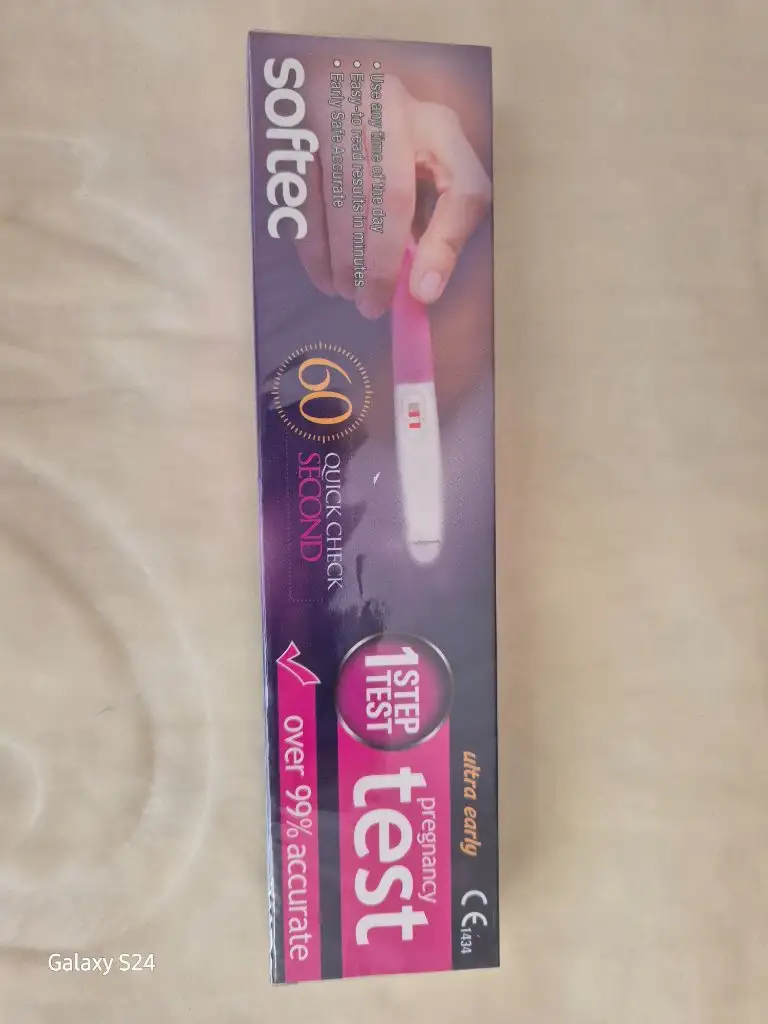 ultra early
CE 1434
1 STEP
TEST
pregnancy
test
over 99% accurate
• Use any time of the day
• Easy-to read results in minutes
• Early Safe Accurate
60
QUICK CHECK
SECOND
softec
Galaxy S24